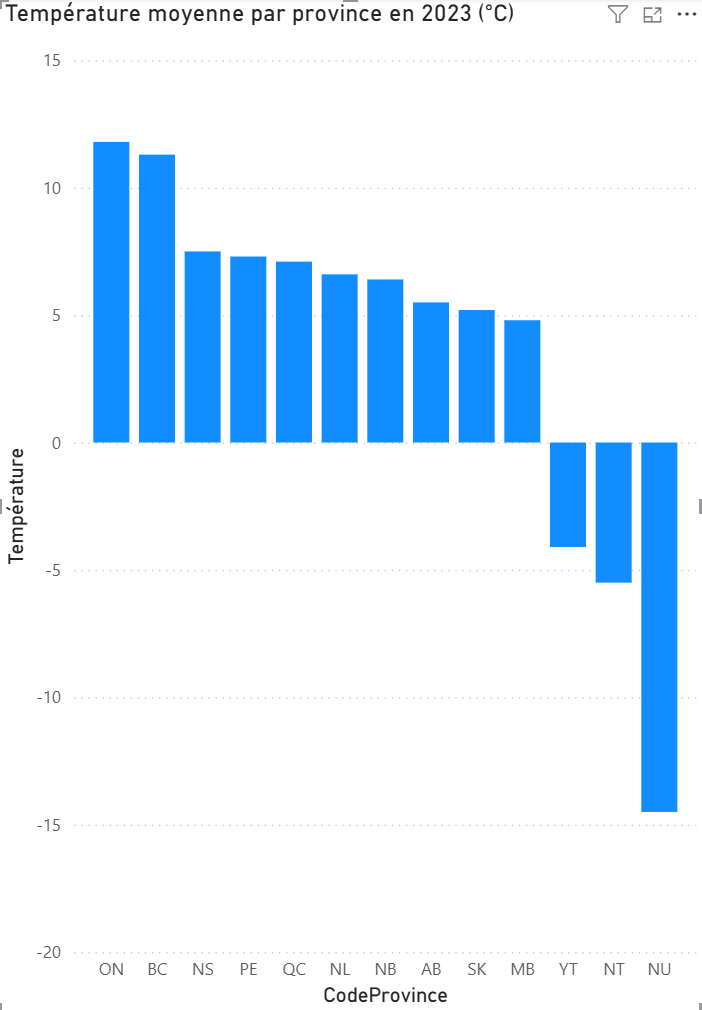 Température moyenne par province en 2023 (°C)
15
10
5
0
-5
-10
-15
-20
Température
ON BC NS PE QC NL NB AB SK MB YT NT NU
CodeProvince